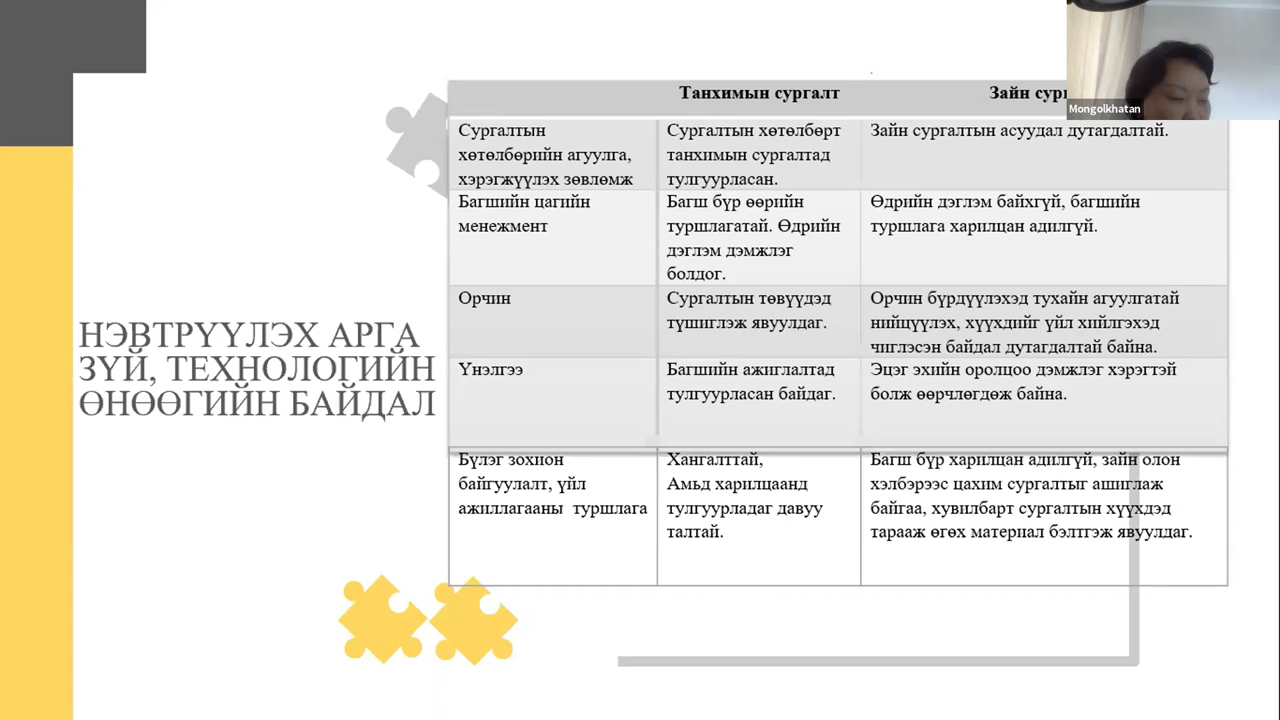 НЭВТРҮҮЛЭХ АРГА
ЗҮЙ, ТЕХНОЛОГИЙН
ӨНӨӨГИЙН БАЙДАЛ
Танхимын сургалт
Зайн
Mongolkhatan
Сургалтын
хөтөлбөрийн агуулга,
хэрэгжүүлэх зөвлөмж
Сургалтын хөтөлбөрт
танхимын сургалтад
тулгуурласан.
Зайн сургалтын асуудал дутагдалтай.
Багшийн цагийн
менежмент
Багш бүр өөрийн
туршлагатай. Өдрийн
дэглэм дэмжлэг
болдог.
Өдрийн дэглэм байхгүй, багшийн
туршлага харилцан адилгүй.
Орчин
Сургалтын төвүүдэд
түшиглэж явуулдаг.
Орчин бүрдүүлэхэд тухайн агуулгатай
нийцүүлэх, хүүхдийг үйл хийлгэхэд
чиглэсэн байдал дутагдалтай байна.
Үнэлгээ
Багшийн ажиглалтад
тулгуурласан байдаг.
Эцэг эхийн оролцоо дэмжлэг хэрэгтэй
болж өөрчлөгдөж байна.
Бүлэг зохион
байгуулалт, үйл
ажиллагааны туршлага
Хангалттай,
Амьд харилцаанд
тулгуурладаг давуу
талтай.
Багш бүр харилцан адилгүй, зайн олон
хэлбэрээс цахим сургалтыг ашиглаж
байгаа, хувилбарт сургалтын хүүхдэд
тарааж өгөх материал бэлтгэж явуулдаг.